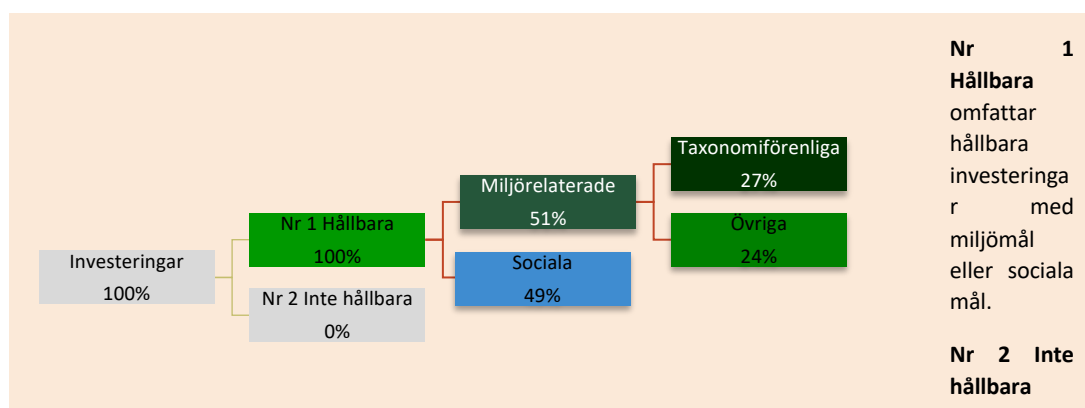 Investeringar
100%
Nr 1 Hållbara
100%
Nr 2 Inte hållbara
0%
Miljörelaterade
51%
Sociala
49%
Taxonomiförenliga
27%
Övriga
24%
Nr 1
Hållbara
omfattar
hållbara
investeringa
r med
miljömål
eller sociala
mål.
Nr 2 Inte
hållbara